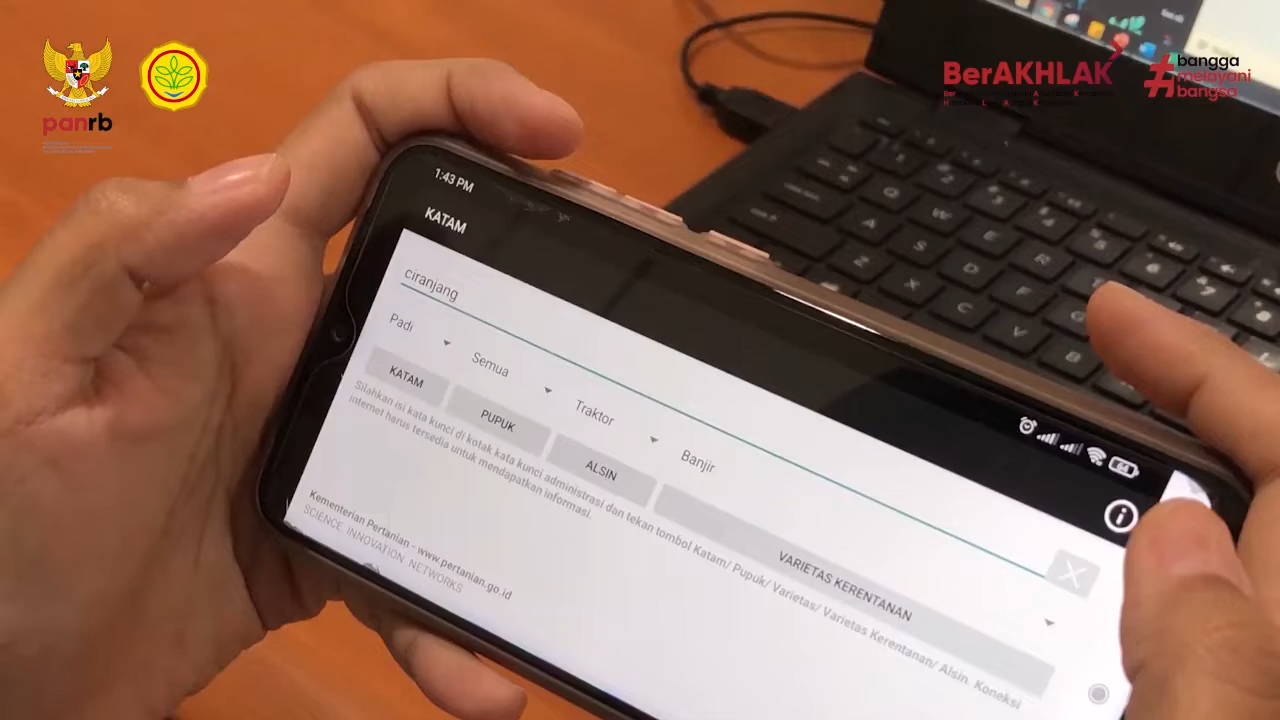 panrb
BerAKHLAK
#bangga
melayani
bangsa
1:43 PM
64
KATAM
ciranjang
Padi
Semua
Traktor
Banjir
KATAM
PUPUK
ALSIN
VARIETAS KERENTANAN
Silahkan isi kata kunci di kotak kata kunci administrasi dan tekan tombol Katam/ Pupuk/ Varietas/ Varietas Kerentanan/ Alsin. Koneksi
internet harus tersedia untuk mendapatkan informasi.
Kementerian Pertanian - www.pertanian.go.id
SCIENCE INNOVATION NETWORKS
Q
W
E
A
S
D
F
Z
X
C
V
B